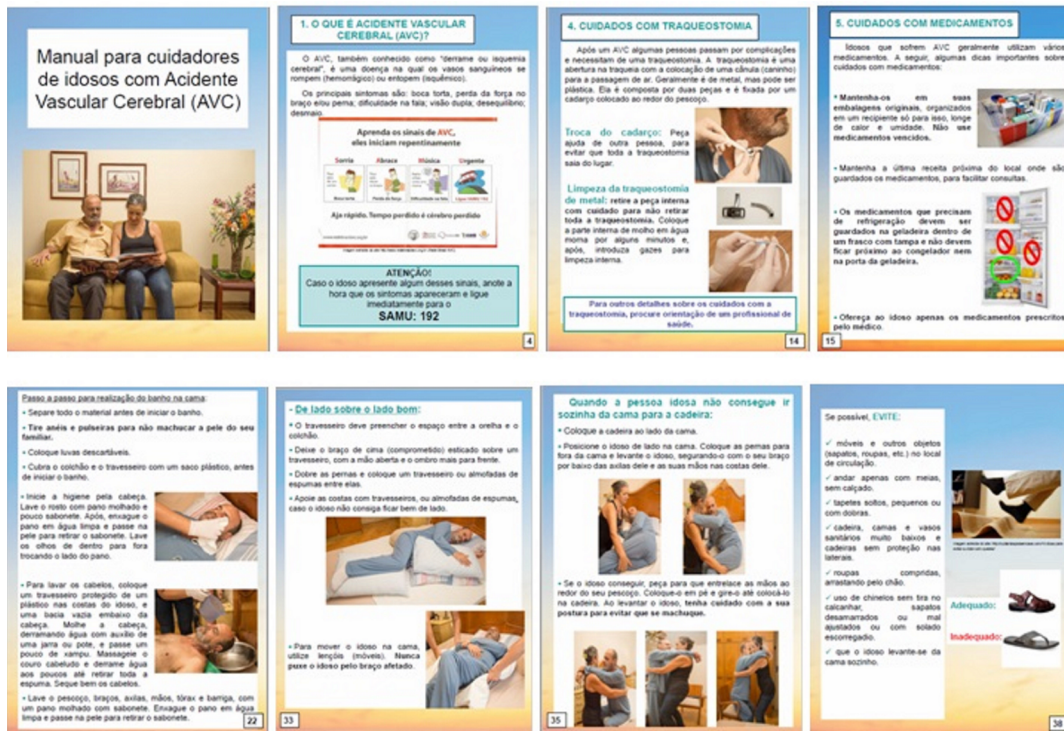 Manual para cuidadores
de idosos com Acidente
Vascular Cerebral (AVC)
1. O QUE É ACIDENTE VASCULAR
CEREBRAL (AVC)?
O AVC, também conhecido como "derrame ou isquemia
cerebral", é uma doença na qual os vasos sanguíneos se
rompem (hemorrágico) ou entopem (isquêmico).
Os principais sintomas são: boca torta, perda da força no
braço e/ou perna; dificuldade na fala; visão dupla; desequilíbrio;
desmaio.
Aprenda os sinais de AVC,
eles iniciam repentinamente
Sorria Abrace Música Urgente
Boca torta Perda da força Dificuldade na fala Ligue SAMU 192
Aja rápido. Tempo perdido é cérebro perdido
ATENÇÃO!
Caso o idoso apresente algum desses sinais, anote a
hora que os sintomas apareceram e ligue
imediatamente para o
SAMU: 192
4
4. CUIDADOS COM TRAQUEOSTOMIA
Após um AVC algumas pessoas passam por complicações
e necessitam de uma traqueostomia. A traqueostomia é uma
abertura na traqueia com a colocação de uma cânula (caninho)
para a passagem de ar. Geralmente é de metal, mas pode ser
plástica. Ela é composta por duas peças e é fixada por um
cadarço colocado ao redor do pescoço.
Troca do cadarço: Peça
ajuda de outra pessoa, para
evitar que toda a traqueostomia
saia do lugar.
Limpeza da traqueostomia
de metal: retire a peça interna
com cuidado para não retirar
toda a traqueostomia. Coloque
a parte interna de molho em água
morna por alguns minutos e,
após, introduza gazes para
limpeza interna.
Para outros detalhes sobre os cuidados com a
traqueostomia, procure orientação de um profissional de
saúde.
14
5. CUIDADOS COM MEDICAMENTOS
Idosos que sofrem AVC geralmente utilizam vários
medicamentos. A seguir, algumas dicas importantes sobre
cuidados com medicamentos:
• Mantenha-os em suas
embalagens originais, organizados
em um recipiente só para isso, longe
de calor e umidade. Não use
medicamentos vencidos.
• Mantenha a última receita próxima do local onde são
guardados os medicamentos, para facilitar consultas.
• Os medicamentos que precisam
de refrigeração devem ser
guardados na geladeira dentro de
um frasco com tampa e não devem
ficar próximo ao congelador nem
na porta da geladeira.
• Ofereça ao idoso apenas os medicamentos prescritos
pelo médico.
15
Passo a passo para realização do banho na cama:
• Separe todo o material antes de iniciar o banho.
• Tire anéis e pulseiras para não machucar a pele do seu
familiar.
• Coloque luvas descartáveis.
• Cubra o colchão e o travesseiro com um saco plástico, antes
de iniciar o banho.
• Inicie a higiene pela cabeça.
Lave o rosto com pano molhado e
pouco sabonete. Após, enxague o
pano em água limpa e passe na
pele para retirar o sabonete. Lave
os olhos de dentro para fora
trocando o lado do pano.
• Para lavar os cabelos, coloque
um travesseiro protegido de um
plástico nas costas do idoso, e
uma bacia vazia embaixo da
cabeça. Molhe a cabeça,
derramando água com auxílio de
uma jarra ou pote, e passe um
pouco de xampu. Massageie o
couro cabeludo e derrame água
aos poucos até retirar toda a
espuma. Seque bem os cabelos.
• Lave o pescoço, braços, axilas, mãos, tórax e barriga, com
um pano molhado com sabonete. Enxague o pano em água
limpa e passe na pele para retirar o sabonete.
22
- De lado sobre o lado bom:
• O travesseiro deve preencher o espaço entre a orelha e o
colchão.
• Deixe o braço de cima (comprometido) esticado sobre um
travesseiro, com a mão aberta e o ombro mais para frente.
• Dobre as pernas e coloque um travesseiro ou almofadas de
espumas entre elas.
• Apoie as costas com travesseiros, ou almofadas de espumas,
caso o idoso não consiga ficar bem de lado.
• Para mover o idoso na cama,
utilize lençóis (móveis). Nunca
puxe o idoso pelo braço afetado.
33
Quando a pessoa idosa não consegue ir
sozinha da cama para a cadeira:
• Coloque a cadeira ao lado da cama.
• Posicione o idoso de lado na cama. Coloque as pernas para
fora da cama e levante o idoso, segurando-o com o seu braço
por baixo das axilas dele e as suas mãos nas costas dele.
• Se o idoso conseguir, peça para que entrelace as mãos ao
redor do seu pescoço. Coloque-o em pé e gire-o até colocá-lo
na cadeira. Ao levantar o idoso, tenha cuidado com a sua
postura para evitar que se machuque.
35
Se possível, EVITE:
✓ móveis e outros objetos
(sapatos, roupas, etc.) no local
de circulação.
✓ andar apenas com meias,
sem calçado.
✓ tapetes soltos, pequenos ou
com dobras.
✓ cadeira, camas e vasos
sanitários muito baixos e
cadeiras sem proteção nas
laterais.
✓ roupas compridas,
arrastando pelo chão.
✓ uso de chinelos sem tira no
calcanhar, sapatos
desamarrados ou mal
ajustados ou com solado
escorregado.
✓ que o idoso levante-se da
cama sozinho.
Adequado:
Inadequado:
38